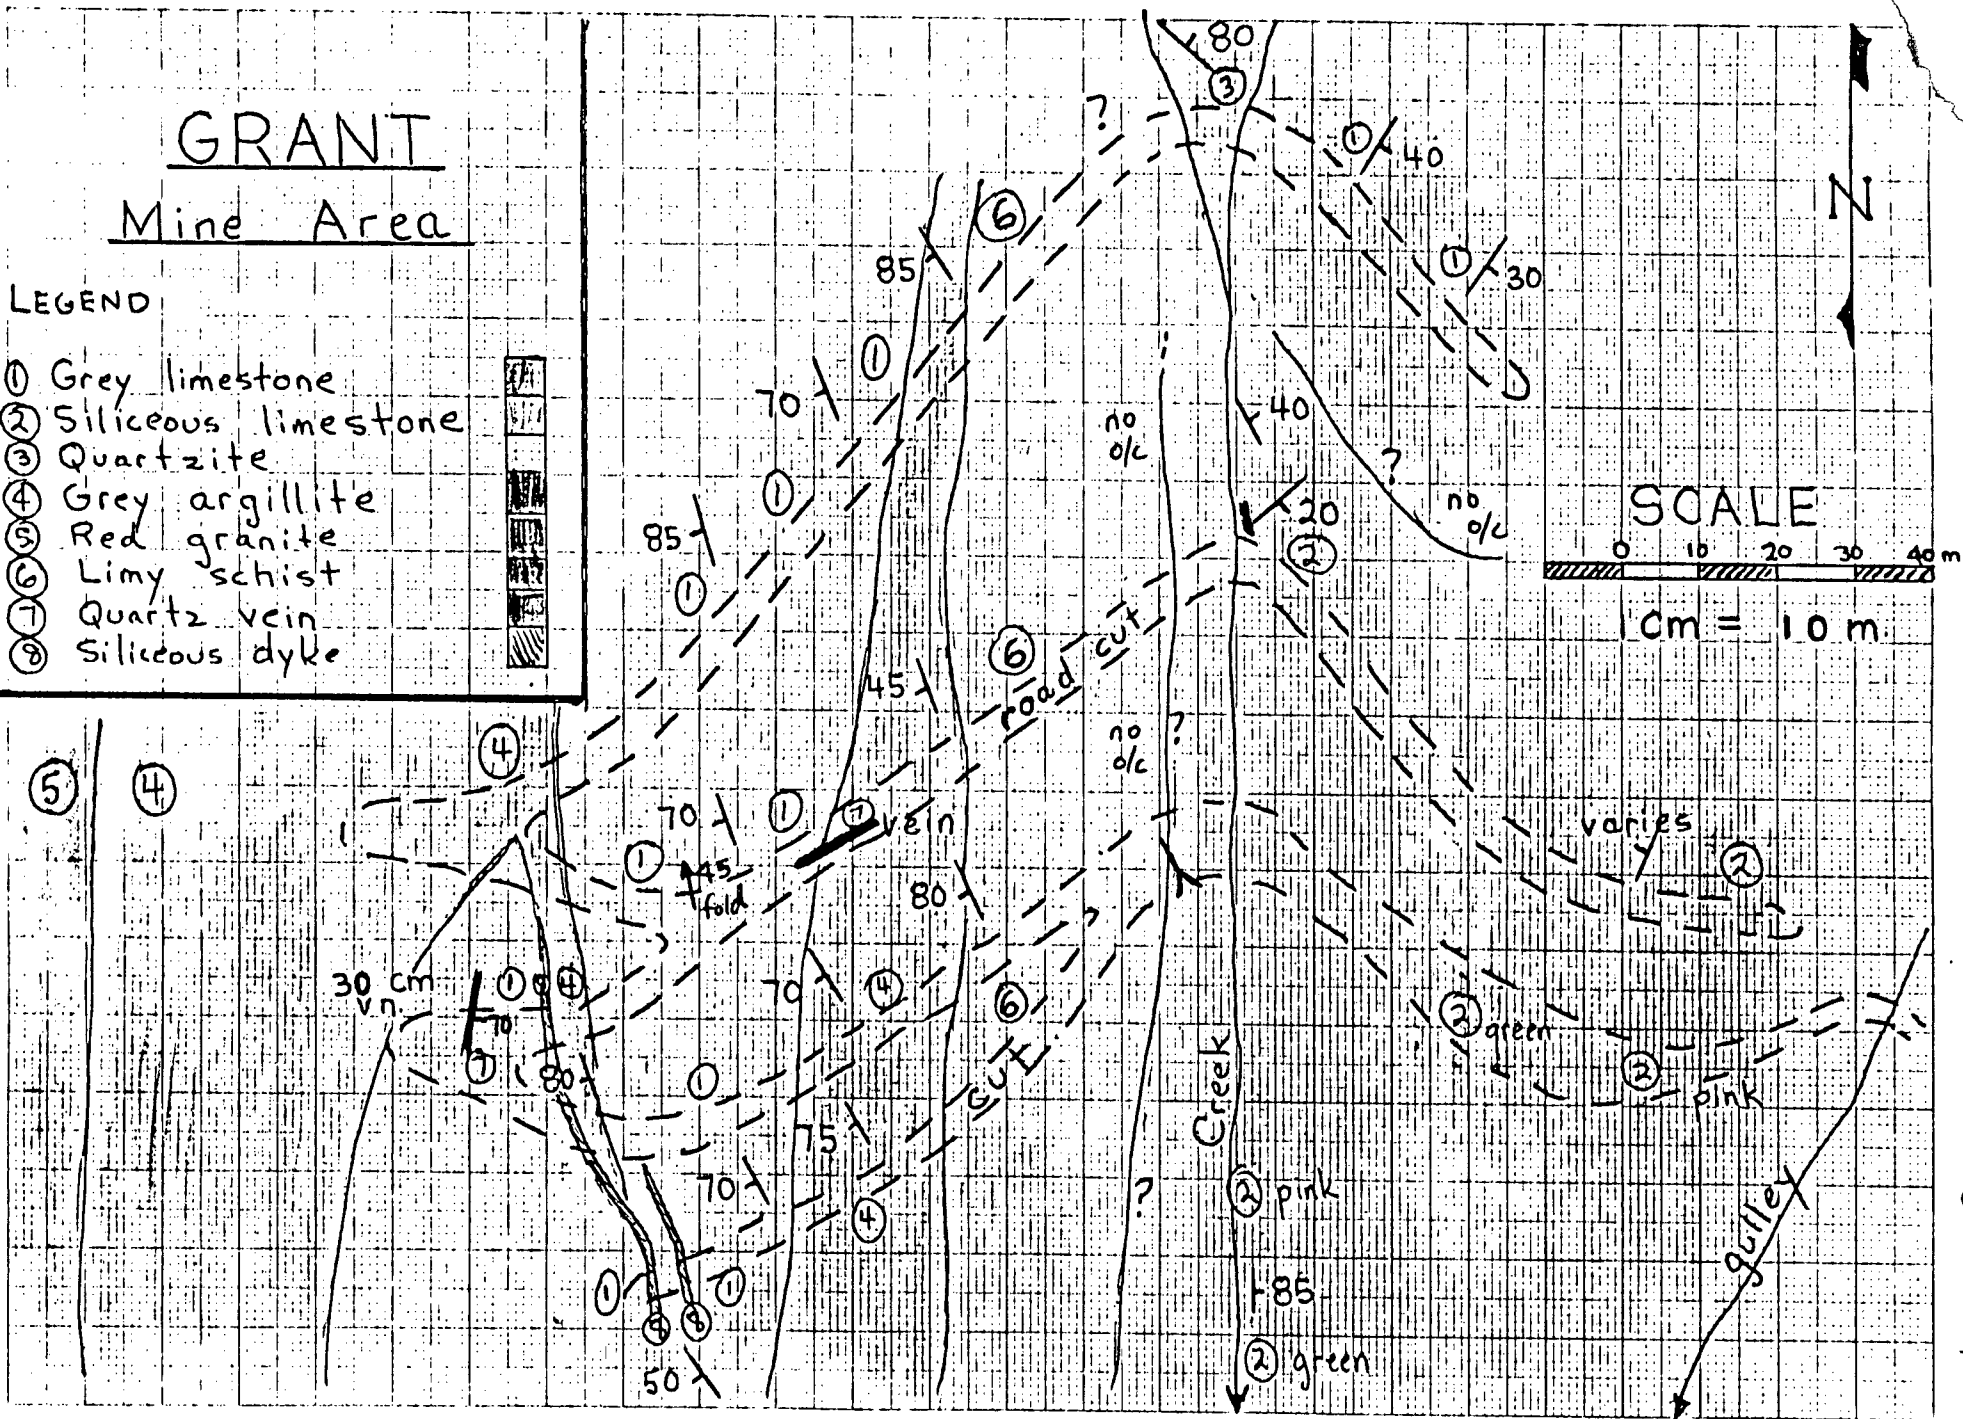 GRANT
Mine Area
LEGEND
① Grey limestone
② Siliceous limestone
③ Quartzite
④ Grey argillite
⑤ Red granite
⑥ Limy schist
⑦ Quartz vein
⑧ Siliceous dyke
80
③
?
① 40
N
⑥
85
① 30
①
70
no
o/c
40
?
no
o/c
SCALE
0 10 20 30 40 m
1 cm = 10 m
①
85
20
②
①
⑥
road cut
45
④
no
o/c
?
⑤ ④
70
① ⑦ vein
varies
②
①
45
fold
80
?
30 cm
vn.
① ④
70
④
70
⑥
② green
⑦
①
cut
②
pink
Creek
75
70
② pink
?
④
gulley
① ①
85
⑧
50
② green